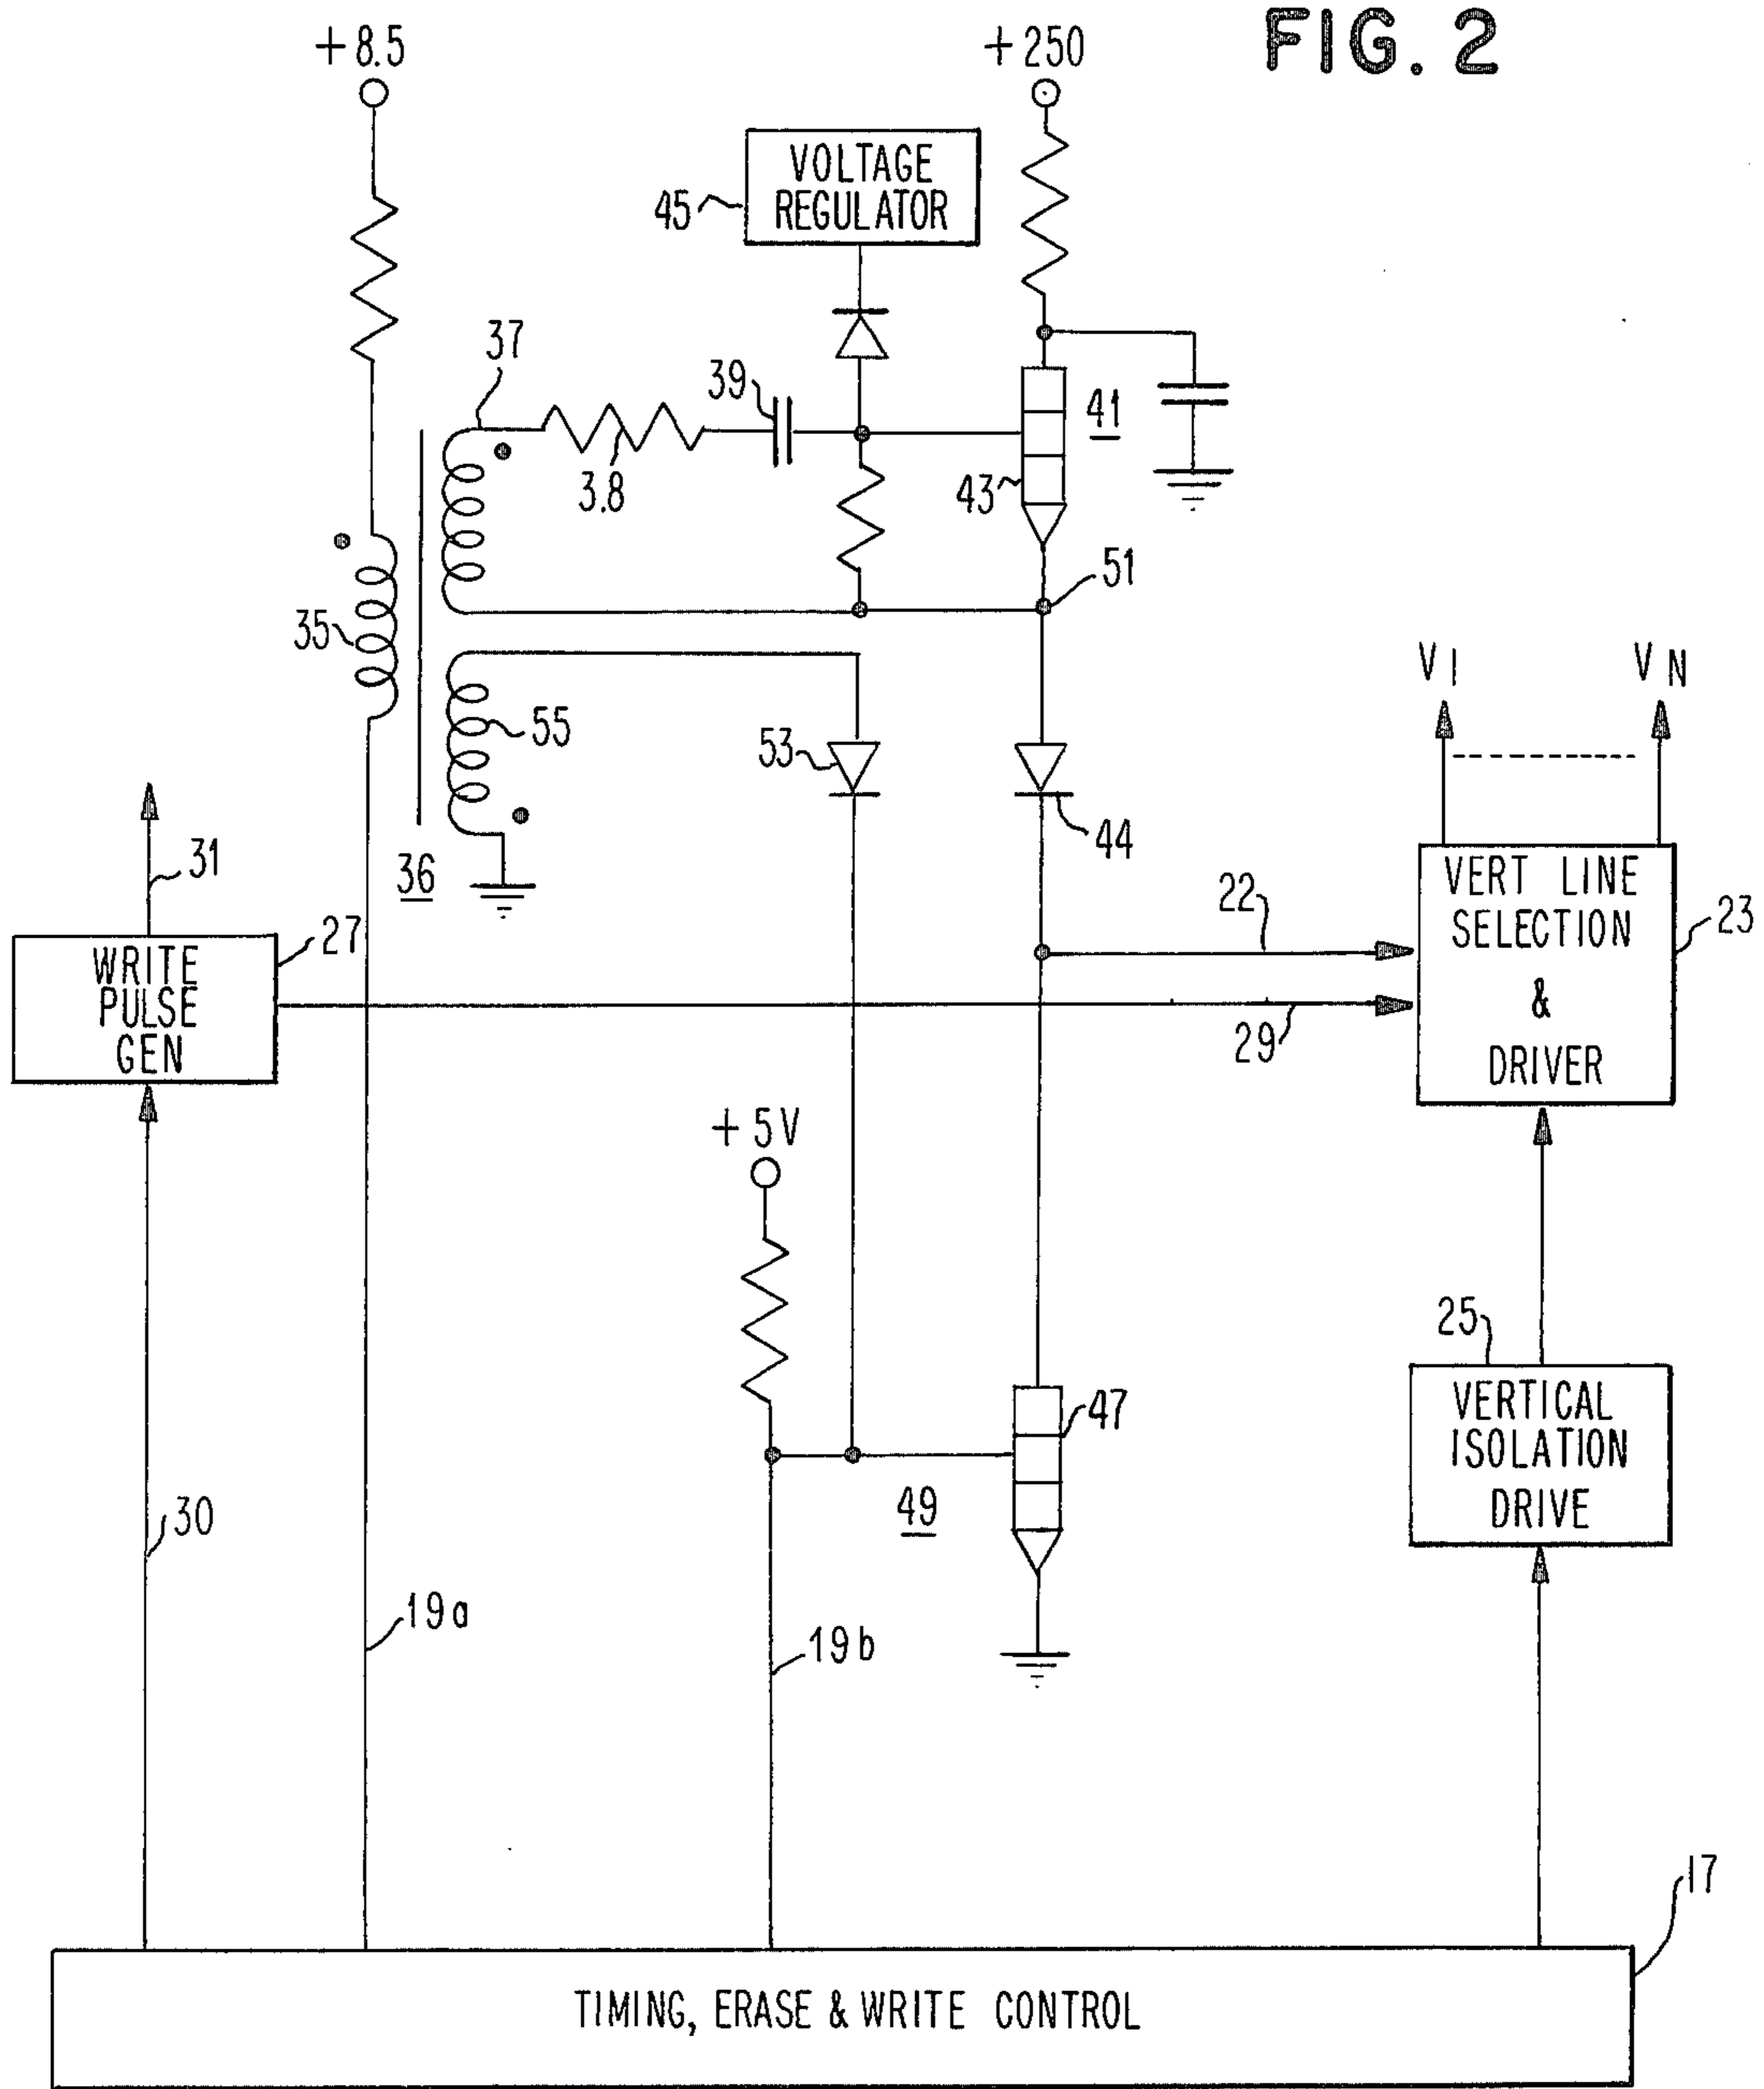 FIG. 2
+8.5
+250
VOLTAGE
REGULATOR
45
37
39
41
3.8
43
51
35
V1
VN
55
53
44
31
36
22
VERT LINE
SELECTION
&
DRIVER
23
27
WRITE
PULSE
GEN
29
+5V
25
VERTICAL
ISOLATION
DRIVE
47
49
30
19a
19b
17
TIMING, ERASE & WRITE CONTROL